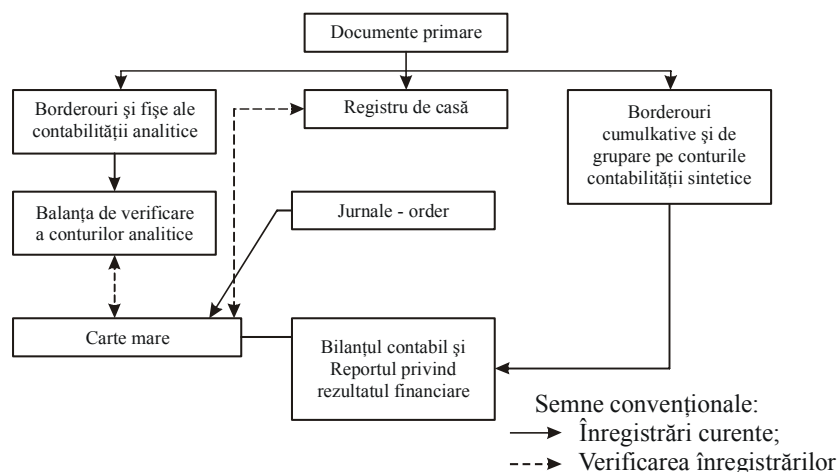 Documente primare
Borderouri şi fişe ale
contabilităţii analitice
Registru de casă
Borderouri
cumulkative şi de
grupare pe conturile
contabilităţii sintetice
Balanţa de verificare
a conturilor analitice
Jurnale - order
Carte mare
Bilanţul contabil şi
Reportul privind
rezultatul financiare
Semne convenţionale:
Înregistrări curente;
Verificarea înregistrărilor